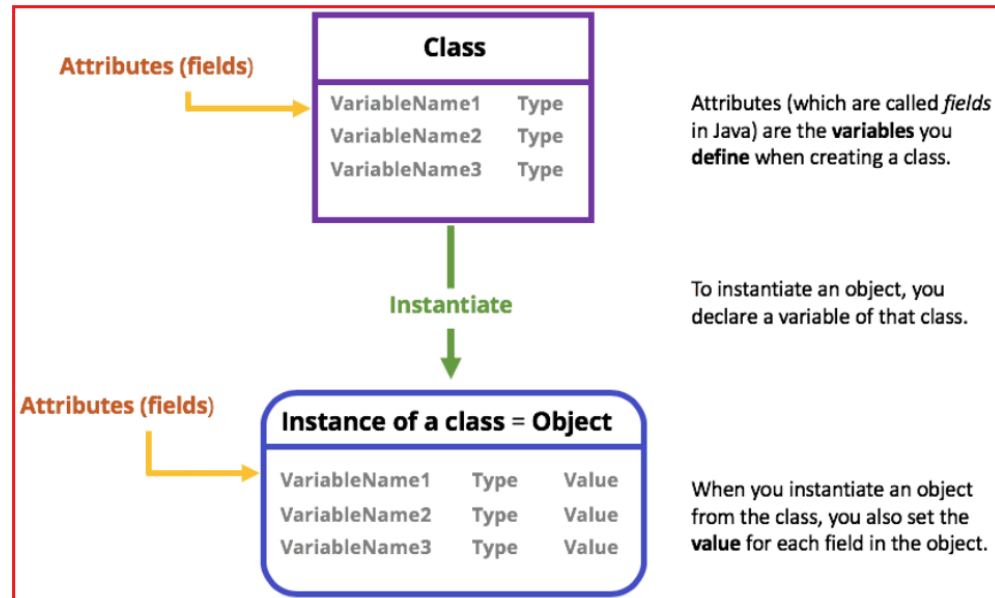 Class
Attributes (fields)
VariableName1 Type
VariableName2 Type
VariableName3 Type
Attributes (which are called fields
in Java) are the variables you
define when creating a class.
Instantiate
To instantiate an object, you
declare a variable of that class.
Attributes (fields)
Instance of a class = Object
VariableName1 Type Value
VariableName2 Type Value
VariableName3 Type Value
When you instantiate an object
from the class, you also set the
value for each field in the object.